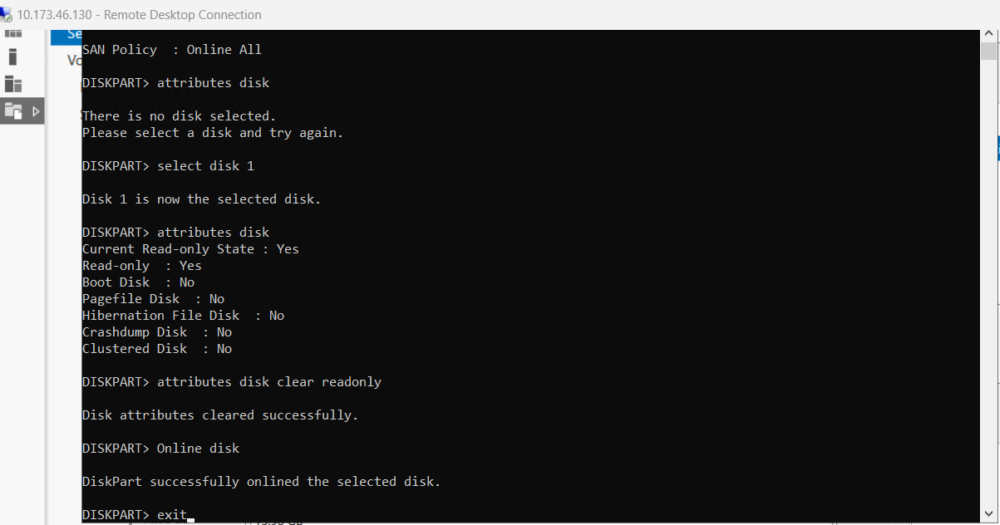 10.173.46.130 - Remote Desktop Connection
Se
Vo
SAN Policy  : Online All
DISKPART> attributes disk
There is no disk selected.
Please select a disk and try again.
DISKPART> select disk 1
Disk 1 is now the selected disk.
DISKPART> attributes disk
Current Read-only State : Yes
Read-only  : Yes
Boot Disk  : No
Pagefile Disk  : No
Hibernation File Disk  : No
Crashdump Disk  : No
Clustered Disk  : No
DISKPART> attributes disk clear readonly
Disk attributes cleared successfully.
DISKPART> Online disk
DiskPart successfully onlined the selected disk.
DISKPART> exit